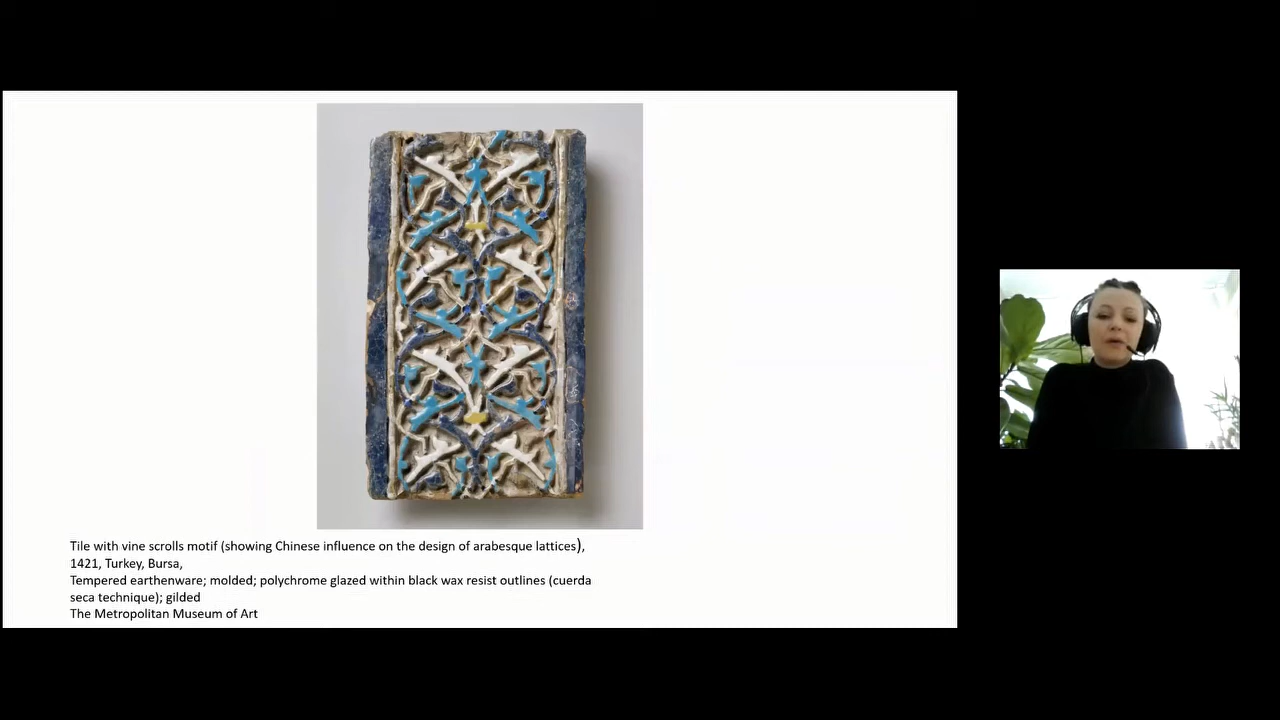 Tile with vine scrolls motif (showing Chinese influence on the design of arabesque lattices),
1421, Turkey, Bursa,
Tempered earthenware; molded; polychrome glazed within black wax resist outlines (cuerda
seca technique); gilded
The Metropolitan Museum of Art